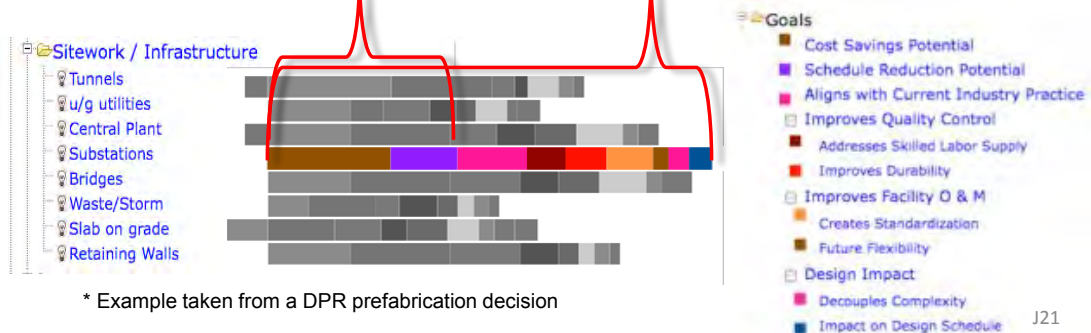 Sitework / Infrastructure
Tunnels
u/g utilities
Central Plant
Substations
Bridges
Waste/Storm
Slab on grade
Retaining Walls
* Example taken from a DPR prefabrication decision
Goals
Cost Savings Potential
Schedule Reduction Potential
Aligns with Current Industry Practice
Improves Quality Control
Addresses Skilled Labor Supply
Improves Durability
Improves Facility O & M
Creates Standardization
Future Flexibility
Design Impact
Decouples Complexity
Impact on Design Schedule
J21